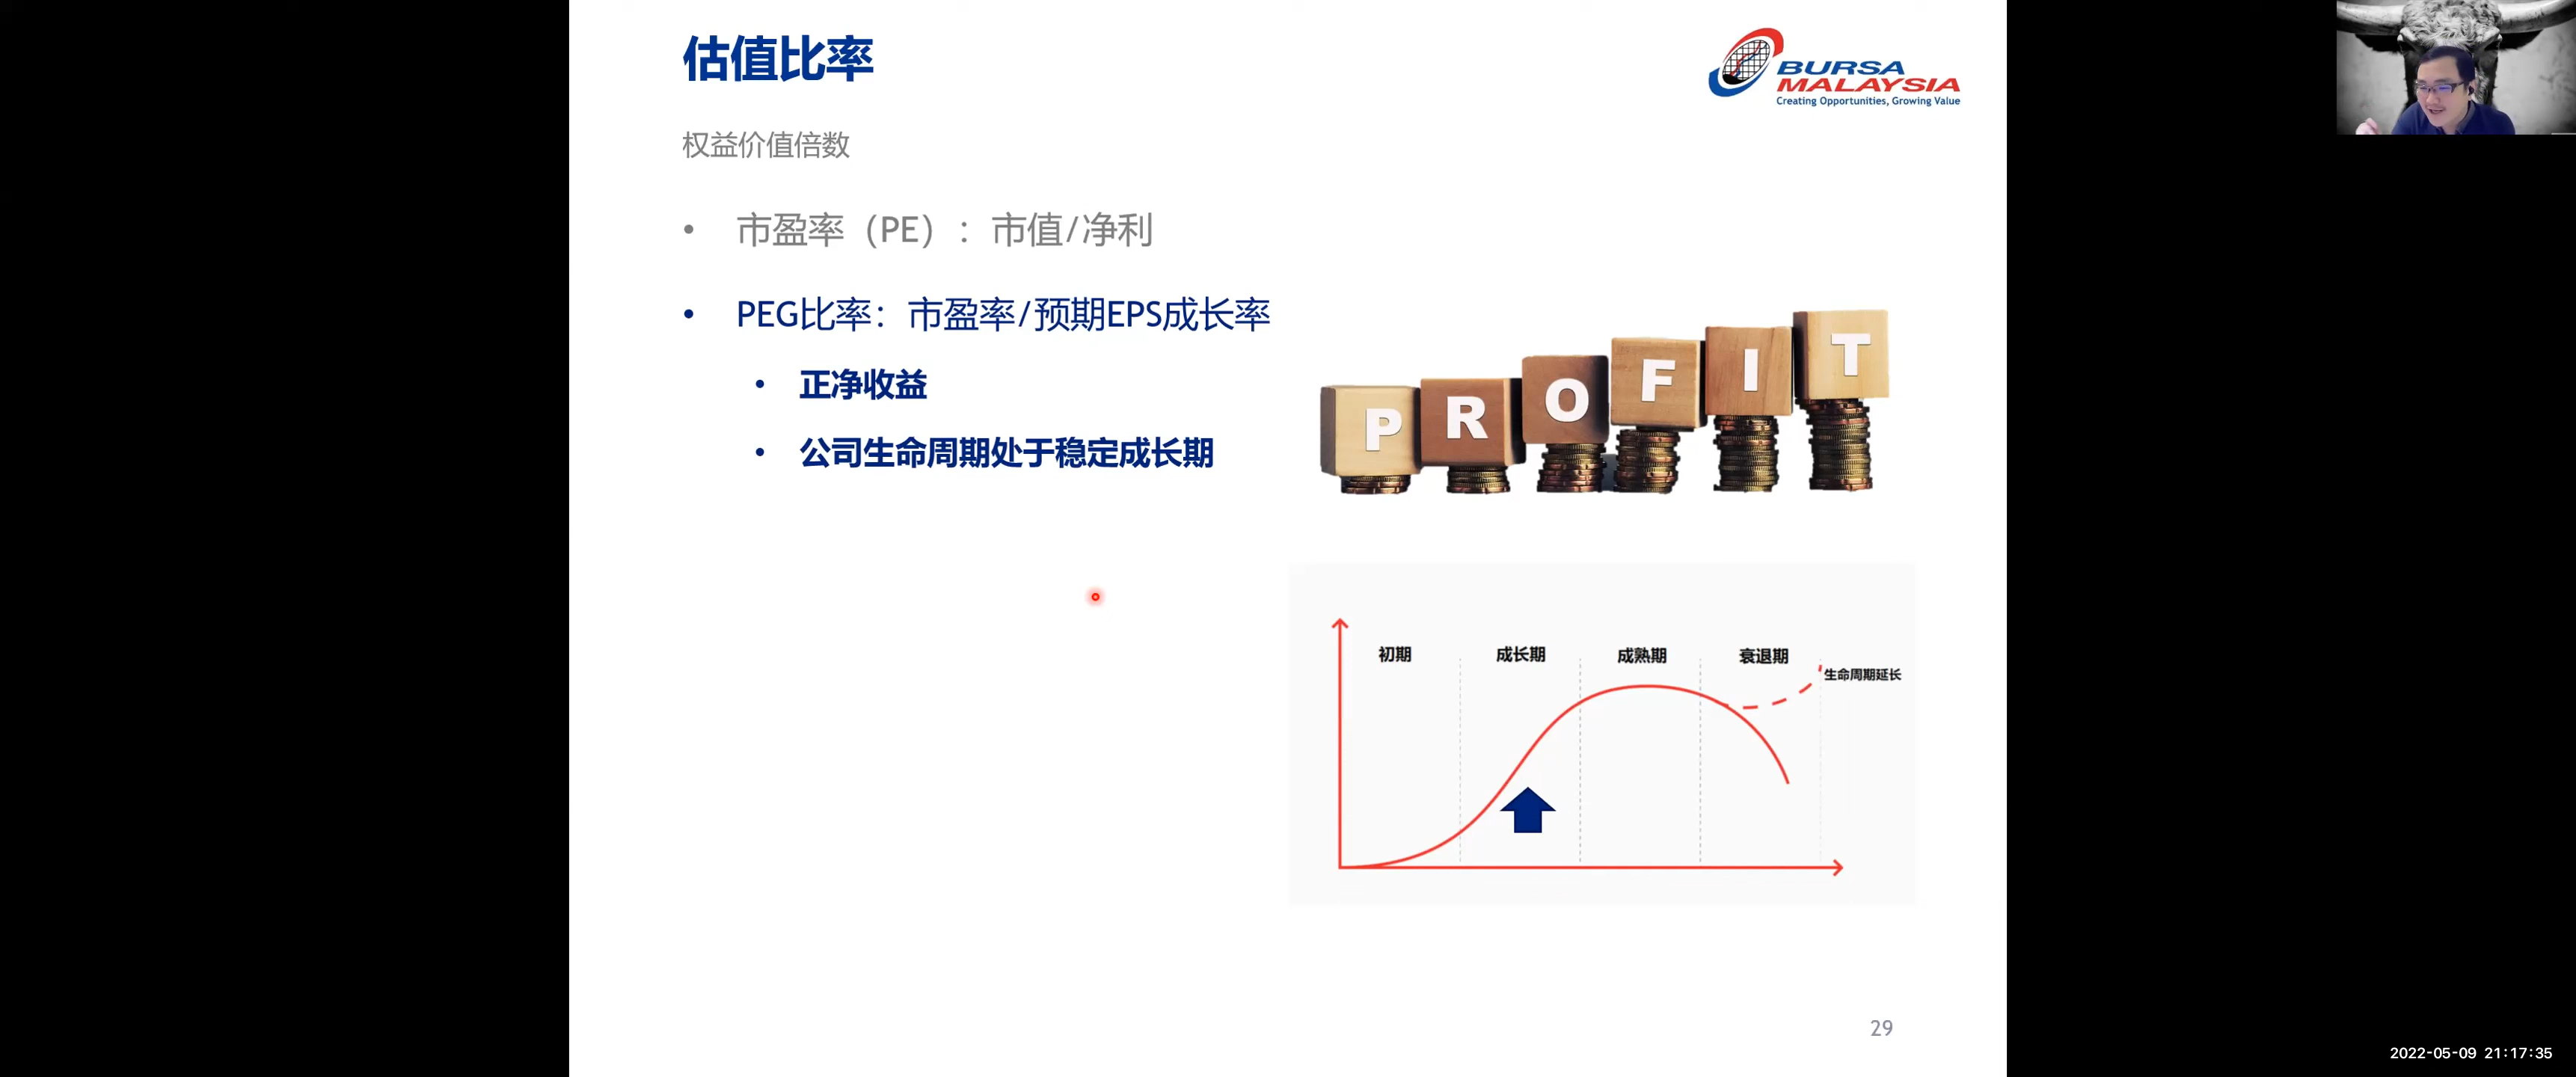 估值比率
BURSA
MALAYSIA
Creating Opportunities, Growing Value
权益价值倍数
• 市盈率（PE）：市值/净利
• PEG比率：市盈率/预期EPS成长率
• 正净收益
• 公司生命周期处于稳定成长期
PROFIT
初期 成长期 成熟期 衰退期
生命周期延长
29
2022-05-09 21:17:35